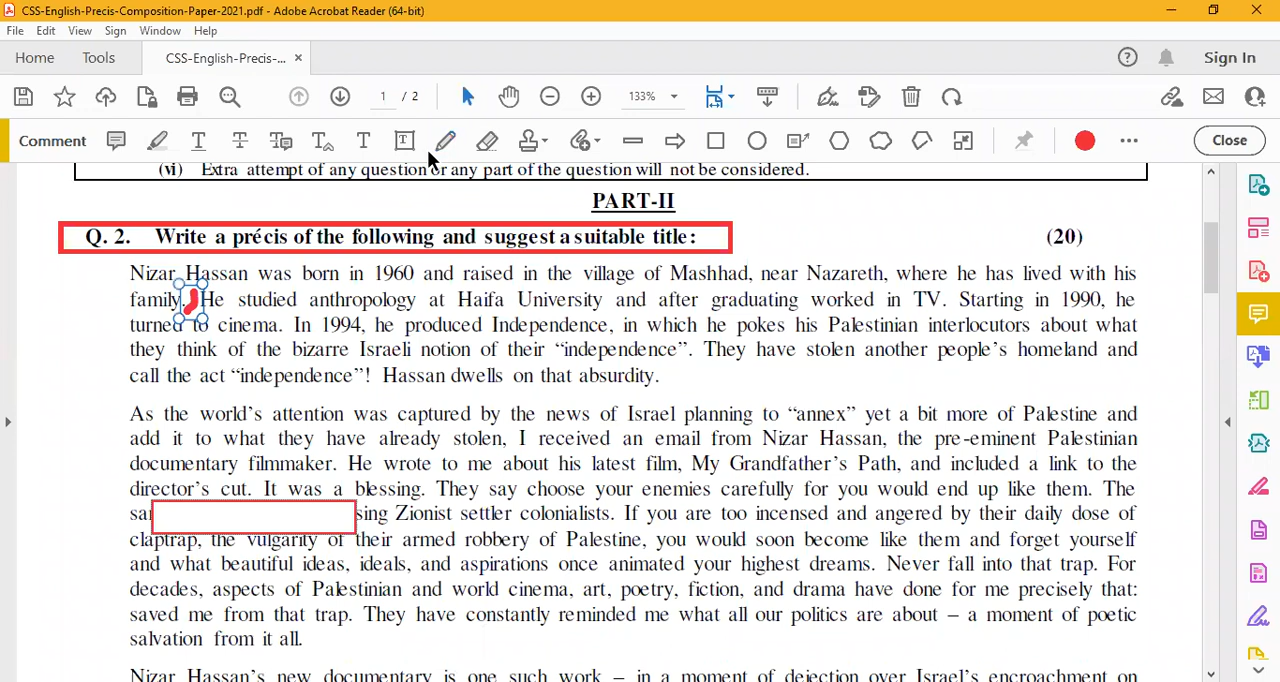 CSS-English-Precis-Composition-Paper-2021.pdf - Adobe Acrobat Reader (64-bit)
File Edit View Sign Window Help
Home Tools CSS-English-Precis-... × Sign In
1 / 2 133%
Comment Close
(vi) Extra attempt of any question or any part of the question will not be considered.
PART-II
Q. 2. Write a précis of the following and suggest a suitable title: (20)
Nizar Hassan was born in 1960 and raised in the village of Mashhad, near Nazareth, where he has lived with his
family. He studied anthropology at Haifa University and after graduating worked in TV. Starting in 1990, he
turned to cinema. In 1994, he produced Independence, in which he pokes his Palestinian interlocutors about what
they think of the bizarre Israeli notion of their “independence”. They have stolen another people’s homeland and
call the act “independence”! Hassan dwells on that absurdity.
As the world’s attention was captured by the news of Israel planning to “annex” yet a bit more of Palestine and
add it to what they have already stolen, I received an email from Nizar Hassan, the pre-eminent Palestinian
documentary filmmaker. He wrote to me about his latest film, My Grandfather’s Path, and included a link to the
director’s cut. It was a blessing. They say choose your enemies carefully for you would end up like them. The
Zionist settler colonialists. If you are too incensed and angered by their daily dose of
claptrap, the vulgarity of their armed robbery of Palestine, you would soon become like them and forget yourself
and what beautiful ideas, ideals, and aspirations once animated your highest dreams. Never fall into that trap. For
decades, aspects of Palestinian and world cinema, art, poetry, fiction, and drama have done for me precisely that:
saved me from that trap. They have constantly reminded me what all our politics are about – a moment of poetic
salvation from it all.
Nizar Hassan’s new documentary is one such work – in a moment of dejection over Israel’s encroachment on